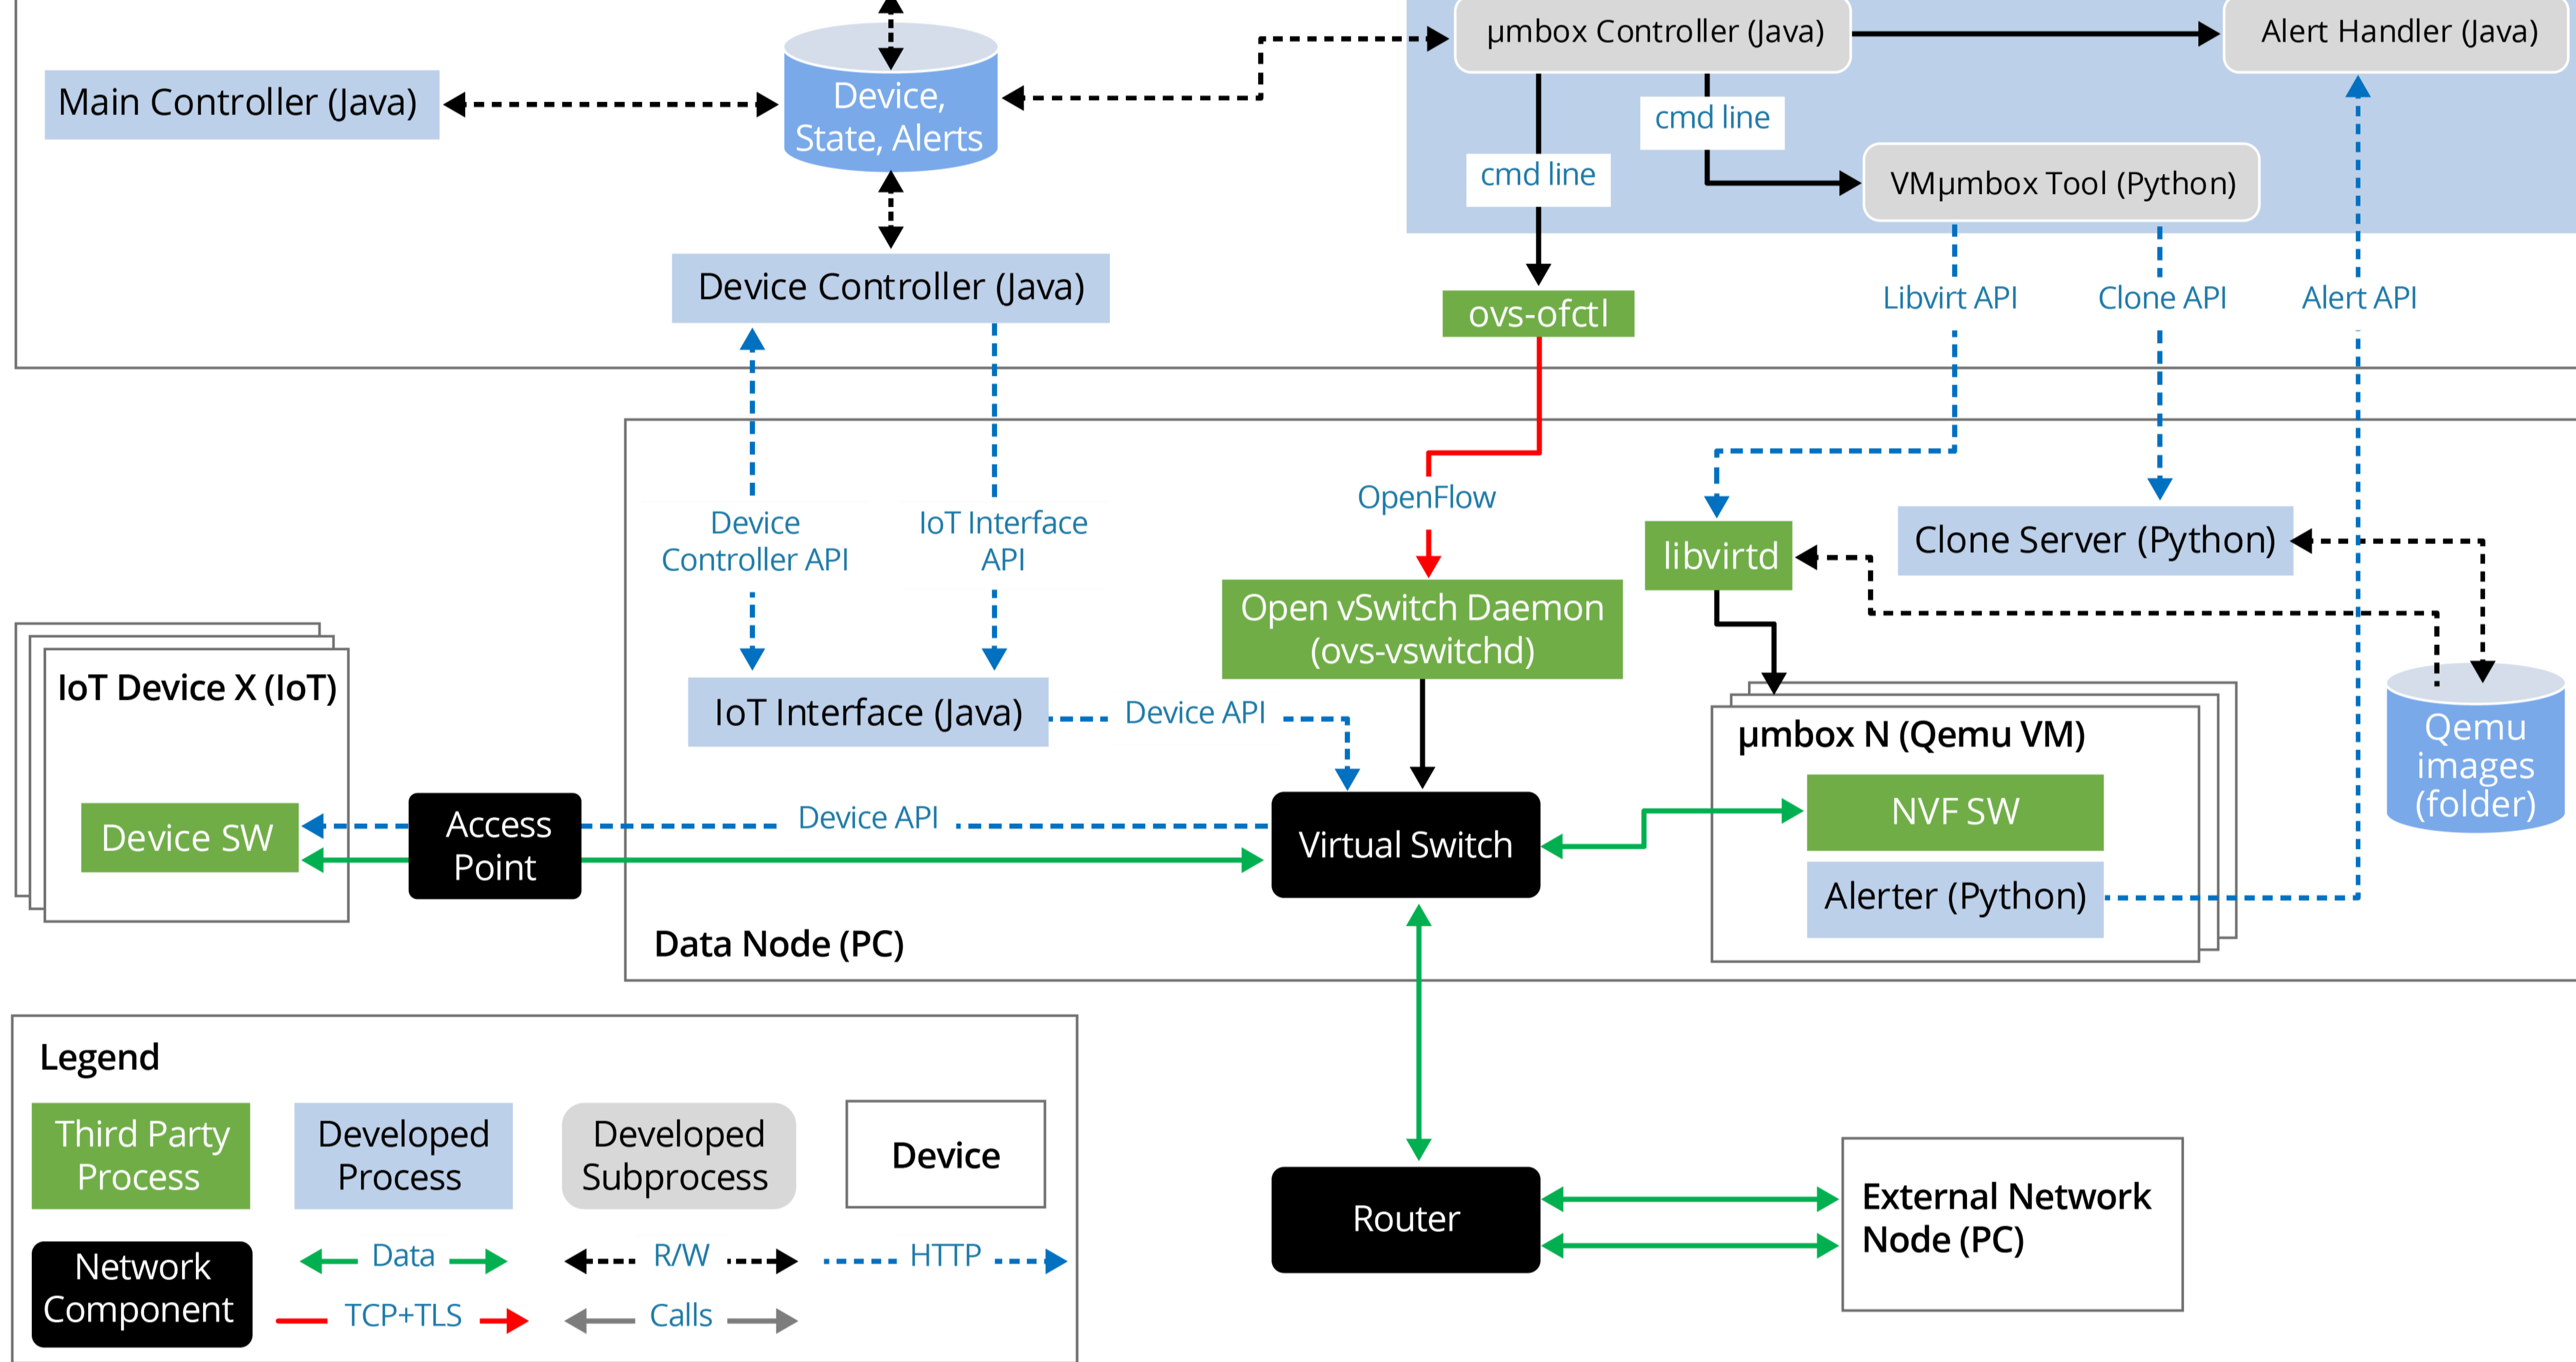 µmbox Controller (Java)
Alert Handler (Java)
Main Controller (Java)
Device,
State, Alerts
cmd line
cmd line
VMµmbox Tool (Python)
Device Controller (Java)
ovs-ofctl
Libvirt API
Clone API
Alert API
Device
Controller API
IoT Interface
API
OpenFlow
libvirtd
Clone Server (Python)
Open vSwitch Daemon
(ovs-vswitchd)
IoT Device X (IoT)
IoT Interface (Java)
Device API
µmbox N (Qemu VM)
Qemu
images
(folder)
NVF SW
Device SW
Access
Point
Device API
Virtual Switch
Alerter (Python)
Data Node (PC)
Legend
Third Party
Process
Developed
Process
Developed
Subprocess
Device
Network
Component
Data
R/W
HTTP
TCP+TLS
Calls
Router
External Network
Node (PC)